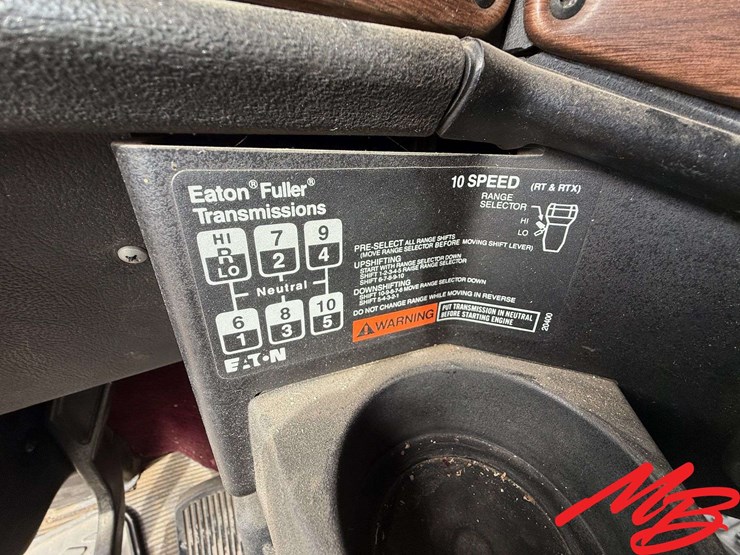 Eaton® Fuller®
Transmissions
10 SPEED (RT & RTX)
RANGE
SELECTOR
HI
LO
HI
R
LO
7
2
9
4
Neutral
6
1
8
3
10
5
EATON
PRE-SELECT ALL RANGE SHIFTS
(MOVE RANGE SELECTOR BEFORE MOVING SHIFT LEVER)
UPSHIFTING
START WITH RANGE SELECTOR DOWN
SHIFT 1-2-3-4-5 RAISE RANGE SELECTOR
SHIFT 6-7-8-9-10
DOWNSHIFTING
SHIFT 10-9-8-7-6 MOVE RANGE SELECTOR DOWN
SHIFT 5-4-3-2-1
DO NOT CHANGE RANGE WHILE MOVING IN REVERSE
WARNING
PUT TRANSMISSION IN NEUTRAL
BEFORE STARTING ENGINE
20400
MB